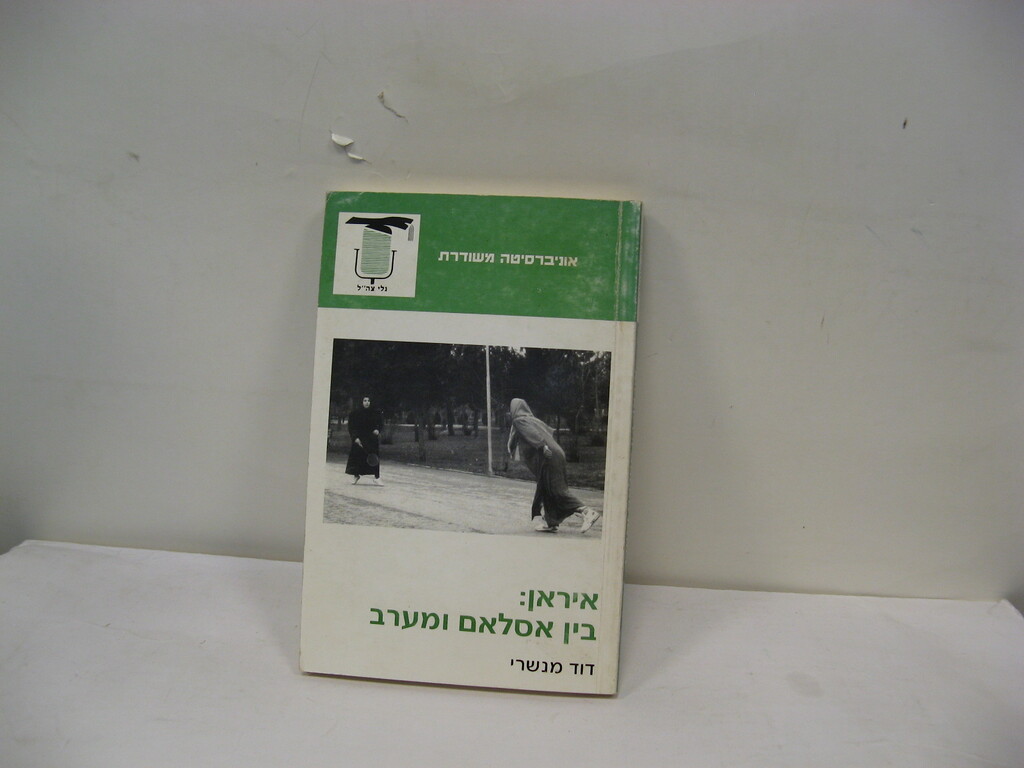 אוניברסיטה משודרת
גלי צה"ל
איראן:
בין אסלאם ומערב
דוד מנשרי